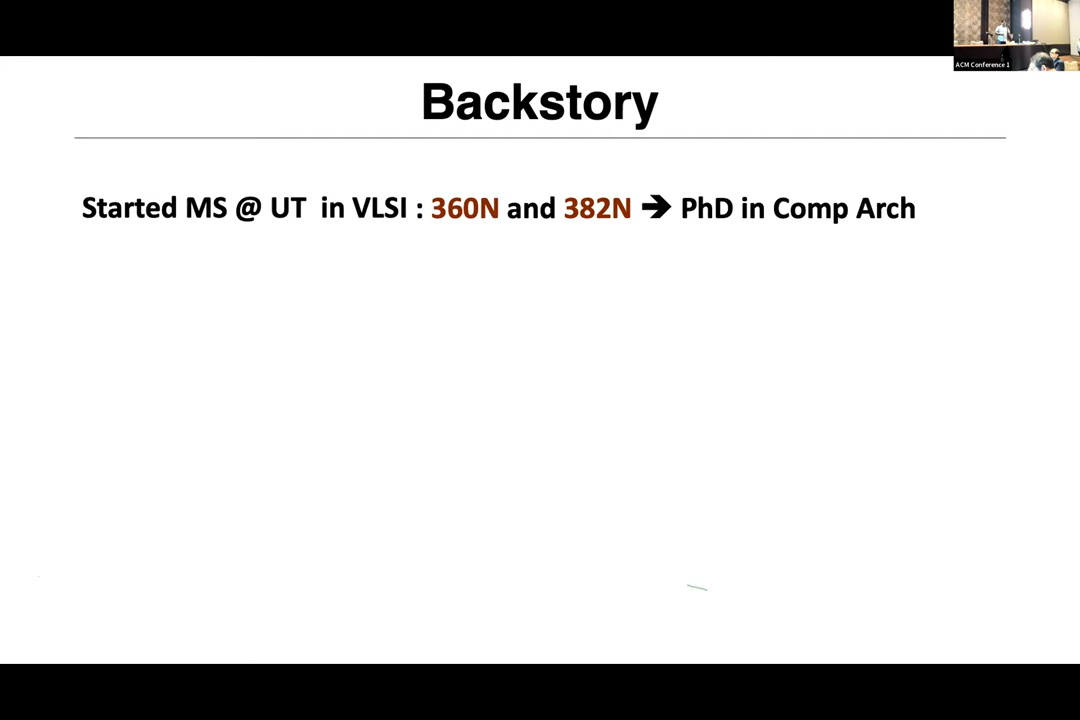 ACM Conference 1
Backstory
Started MS @ UT in VLSI : 360N and 382N ➔ PhD in Comp Arch